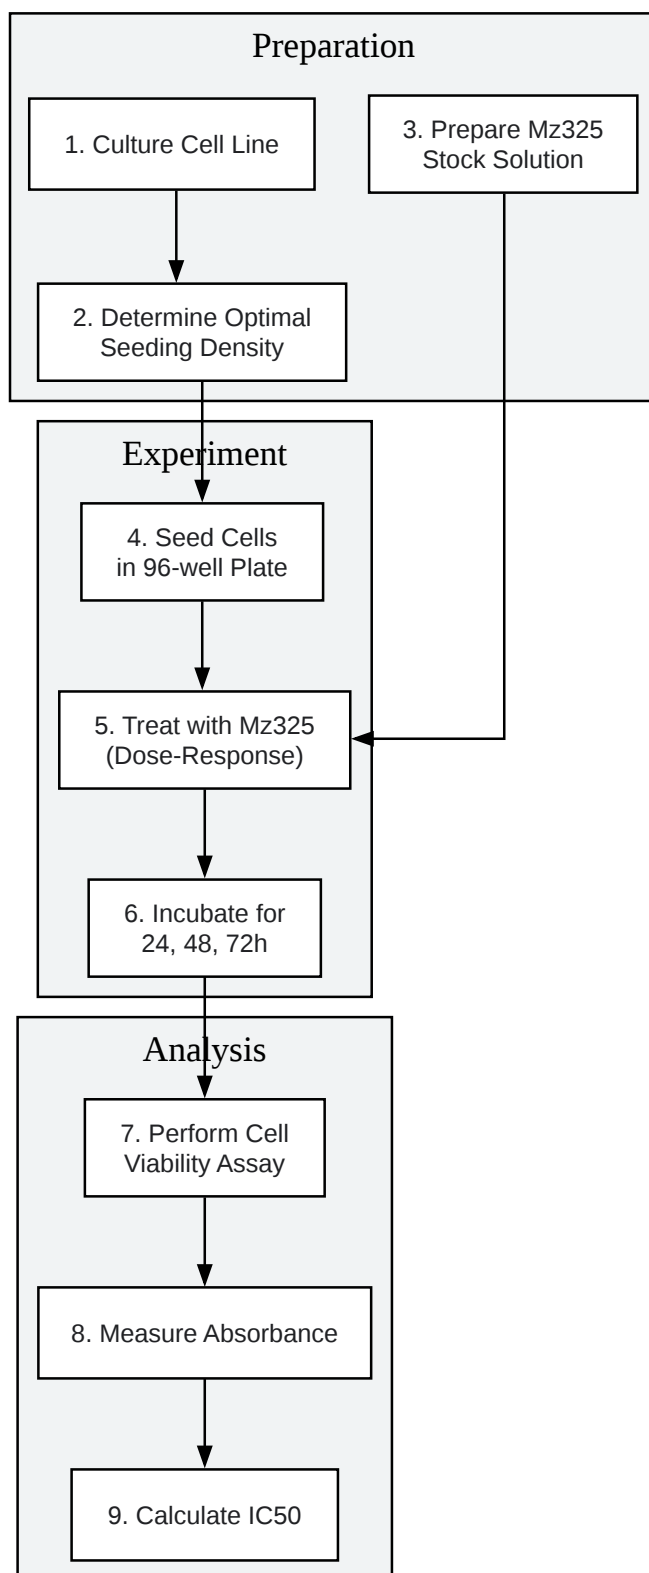 Preparation
1. Culture Cell Line
3. Prepare Mz325
Stock Solution
2. Determine Optimal
Seeding Density
Experiment
4. Seed Cells
in 96-well Plate
5. Treat with Mz325
(Dose-Response)
6. Incubate for
24, 48, 72h
Analysis
7. Perform Cell
Viability Assay
8. Measure Absorbance
9. Calculate IC50